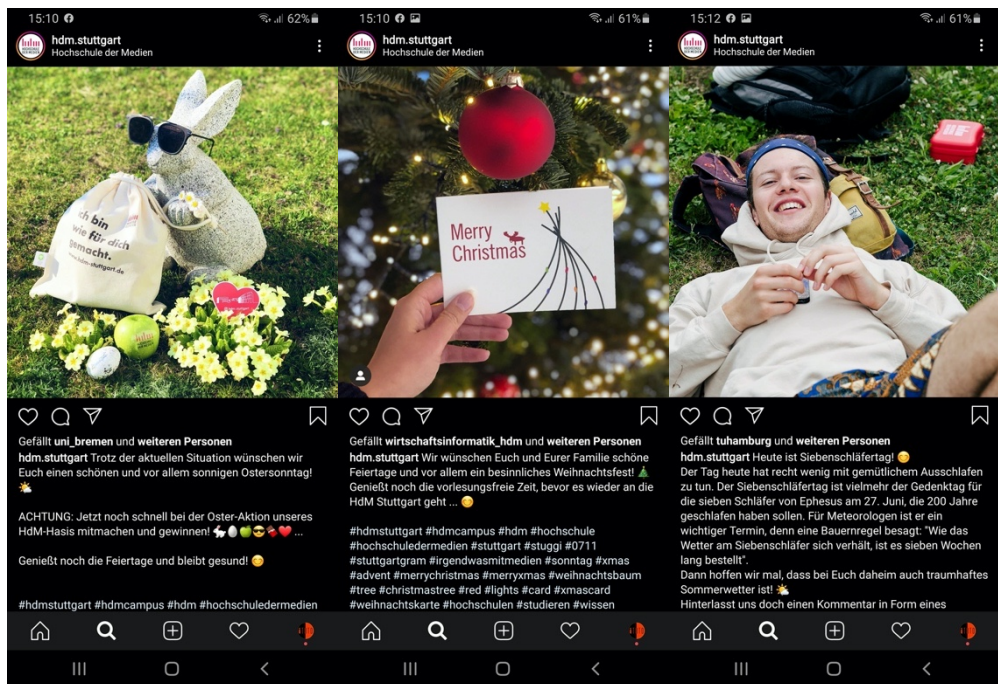 15:10
62%
hdm.stuttgart
Hochschule der Medien
ich bin
wie für dich
gemacht.
www.hdm-stuttgart.de
Gefällt uni_bremen und weiteren Personen
hdm.stuttgart Trotz der aktuellen Situation wünschen wir
Euch einen schönen und vor allem sonnigen Ostersonntag!
🌤️
ACHTUNG: Jetzt noch schnell bei der Oster-Aktion unseres
HdM-Hasis mitmachen und gewinnen! 🐇🥚🍏😎🍫❤️ ...
Genießt noch die Feiertage und bleibt gesund! 😊
#hdmstuttgart #hdmcampus #hdm #hochschuledermedien
15:10
61%
hdm.stuttgart
Hochschule der Medien
Merry
Christmas
Gefällt wirtschaftsinformatik_hdm und weiteren Personen
hdm.stuttgart Wir wünschen Euch und Eurer Familie schöne
Feiertage und vor allem ein besinnliches Weihnachtsfest! 🎄
Genießt noch die vorlesungsfreie Zeit, bevor es wieder an die
HdM Stuttgart geht ... 😊
#hdmstuttgart #hdmcampus #hdm #hochschule
#hochschuledermedien #stuttgart #stuggi #0711
#stuttgartgram #irgendwasmitmedien #sonntag #xmas
#advent #merrychristmas #merryxmas #weihnachtsbaum
#tree #christmastree #red #lights #card #xmascard
#weihnachtskarte #hochschulen #studieren #wissen
15:12
61%
hdm.stuttgart
Hochschule der Medien
Gefällt tuhamburg und weiteren Personen
hdm.stuttgart Heute ist Siebenschläfertag! 😊
Der Tag heute hat recht wenig mit gemütlichem Ausschlafen
zu tun. Der Siebenschläfertag ist vielmehr der Gedenktag für
die sieben Schläfer von Ephesus am 27. Juni, die 200 Jahre
geschlafen haben sollen. Für Meteorologen ist er ein
wichtiger Termin, denn eine Bauernregel besagt: "Wie das
Wetter am Siebenschläfer sich verhält, ist es sieben Wochen
lang bestellt".
Dann hoffen wir mal, dass bei Euch daheim auch traumhaftes
Sommerwetter ist! 🌤️
Hinterlasst uns doch einen Kommentar in Form eines